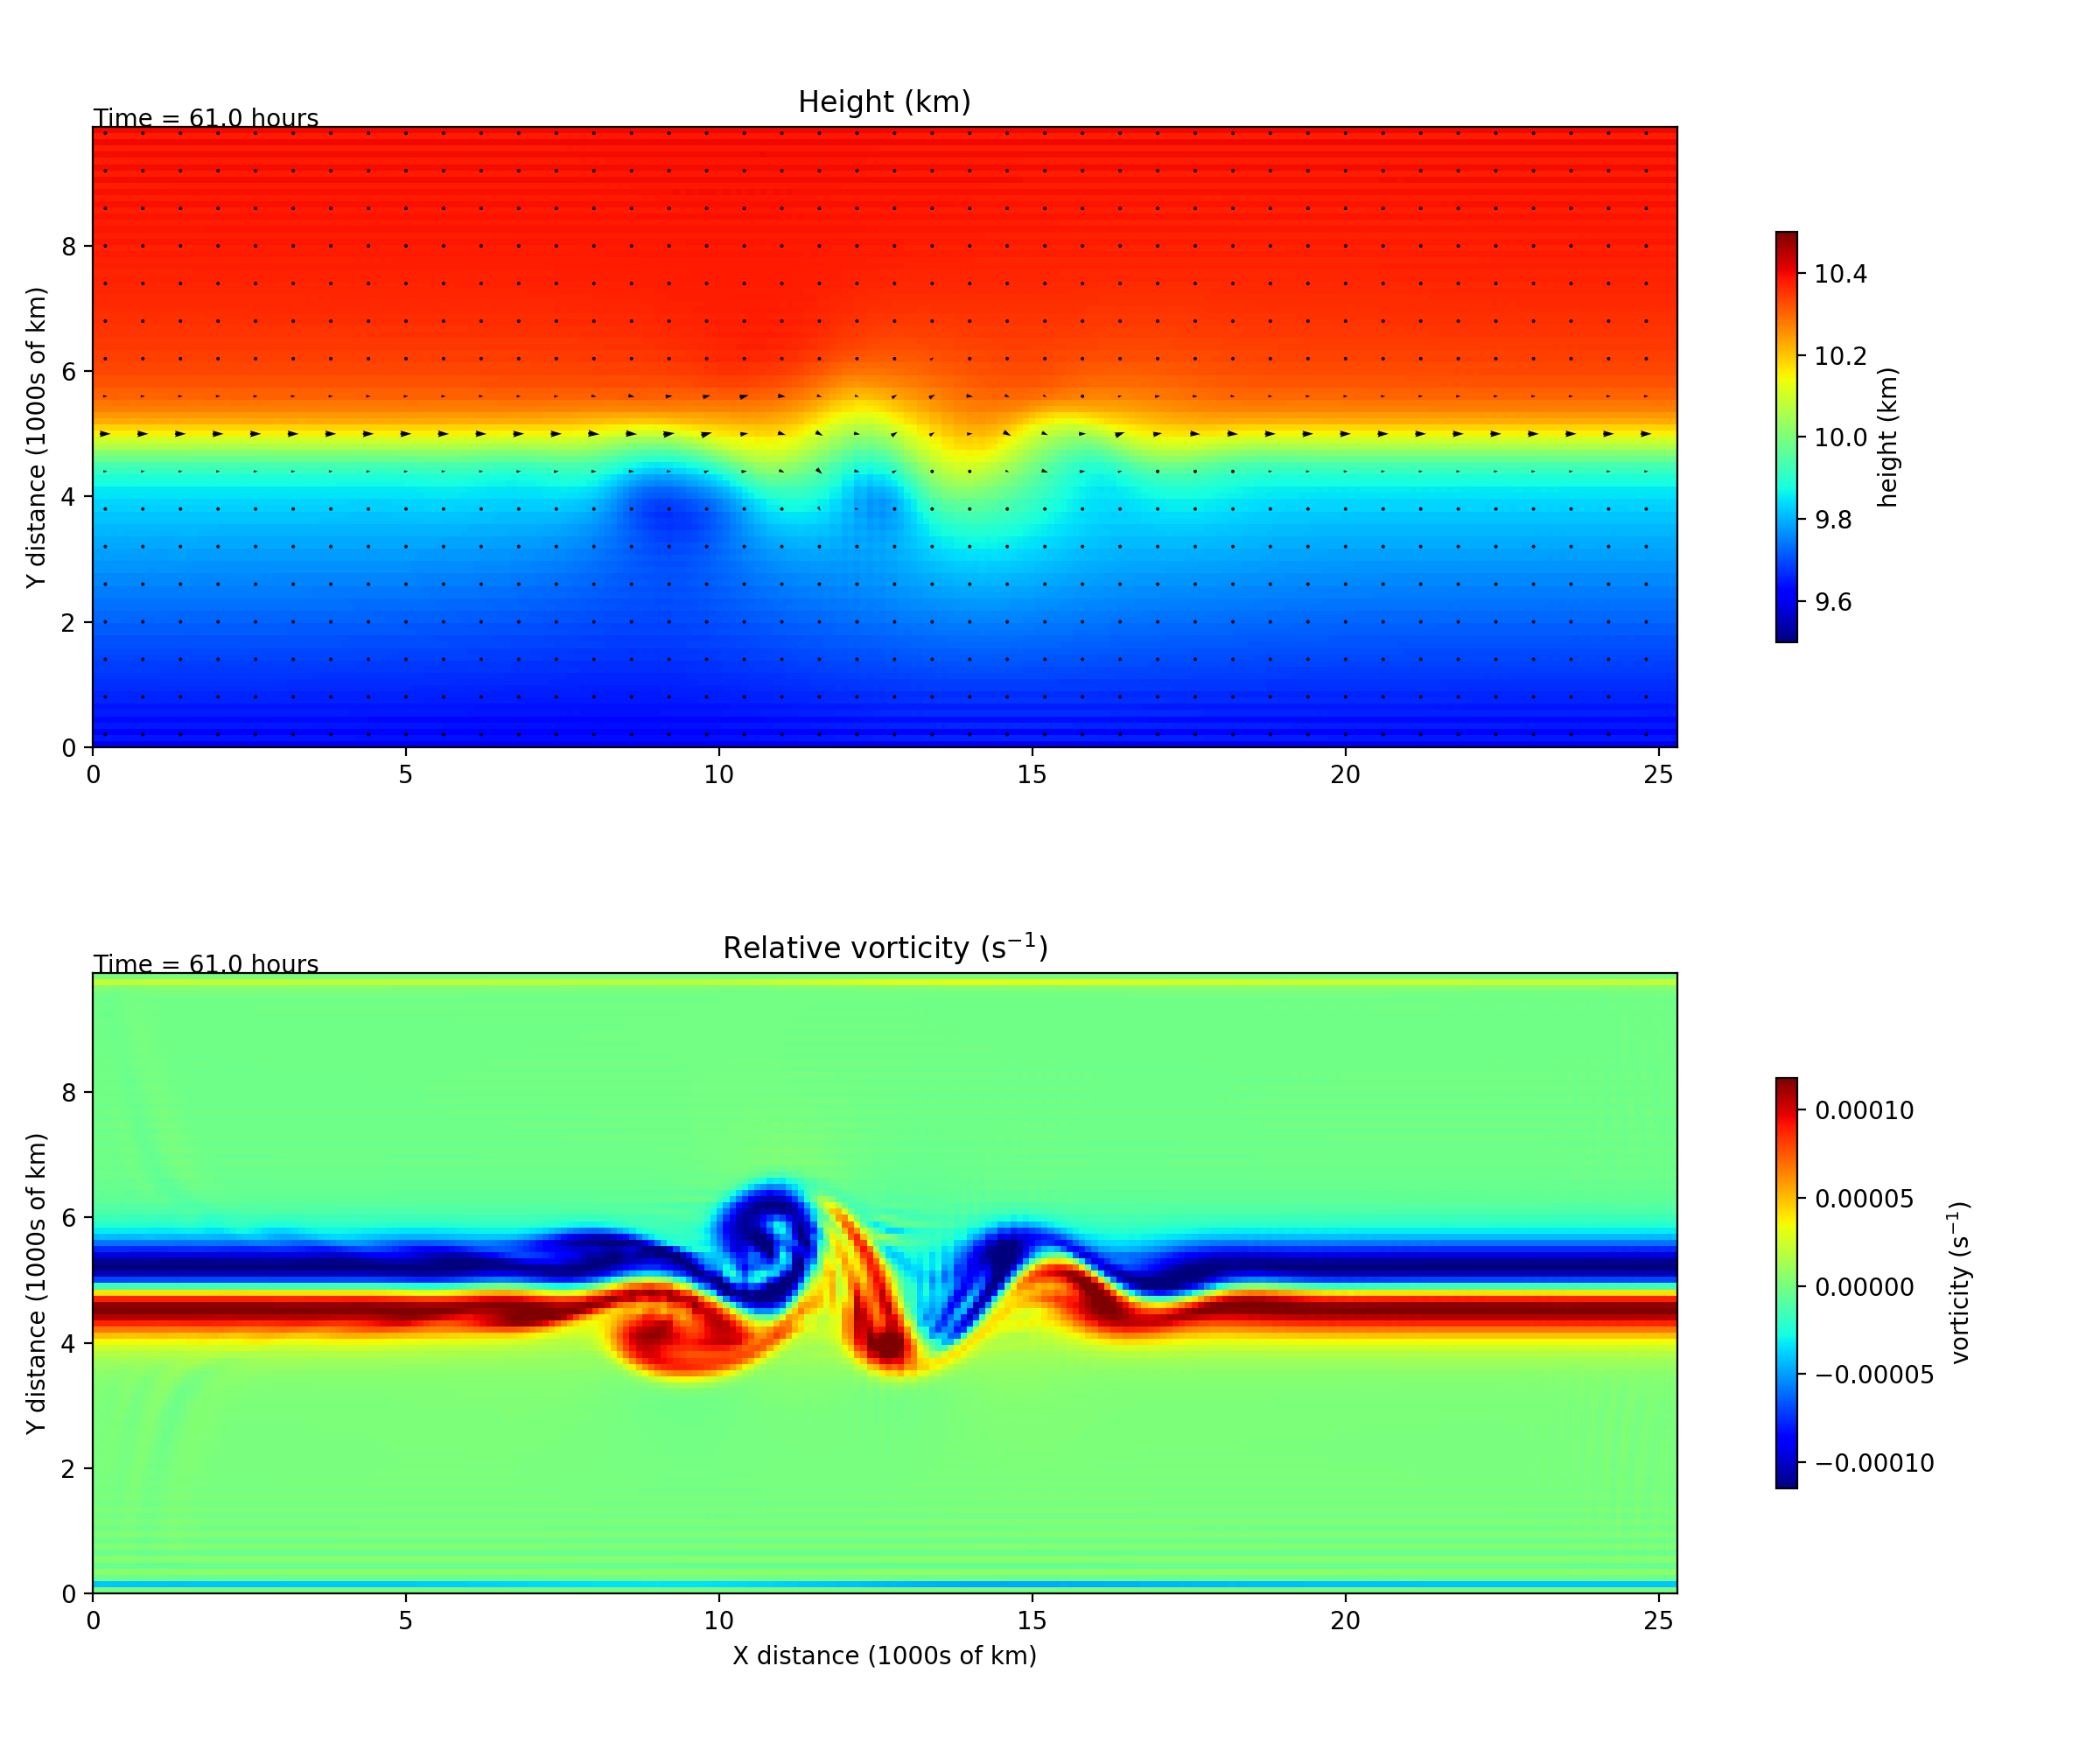 Height (km)
Time = 61.0 hours
Y distance (1000s of km)
8
6
4
2
0
0 5 10 15 20 25
10.4
10.2
10.0
9.8
9.6
height (km)
Relative vorticity (s⁻¹)
Time = 61.0 hours
Y distance (1000s of km)
8
6
4
2
0
0 5 10 15 20 25
X distance (1000s of km)
0.00010
0.00005
0.00000
−0.00005
−0.00010
vorticity (s⁻¹)